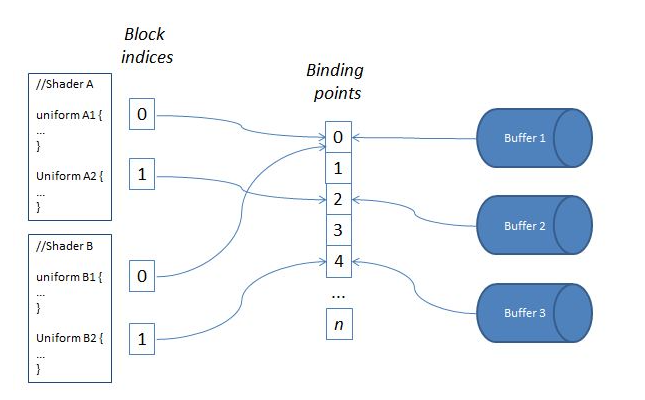 Block
indices
//Shader A
uniform A1 {
...
}
Uniform A2 {
...
}
0
1
//Shader B
uniform B1 {
...
}
Uniform B2 {
...
}
0
1
Binding
points
0
1
2
3
4
...
n
Buffer 1
Buffer 2
Buffer 3